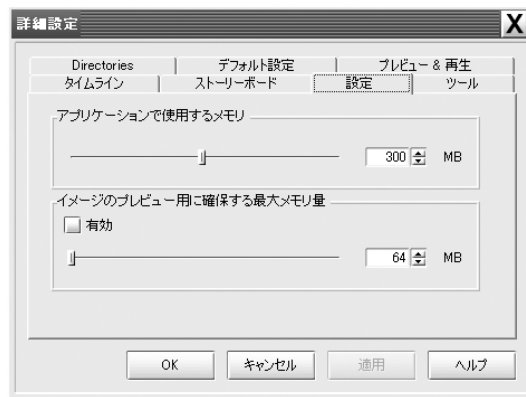 詳細設定
X
Directories
デフォルト設定
プレビュー & 再生
タイムライン
ストーリーボード
設定
ツール
アプリケーションで使用するメモリ
300 MB
イメージのプレビュー用に確保する最大メモリ量
有効
64 MB
OK
キャンセル
適用
ヘルプ